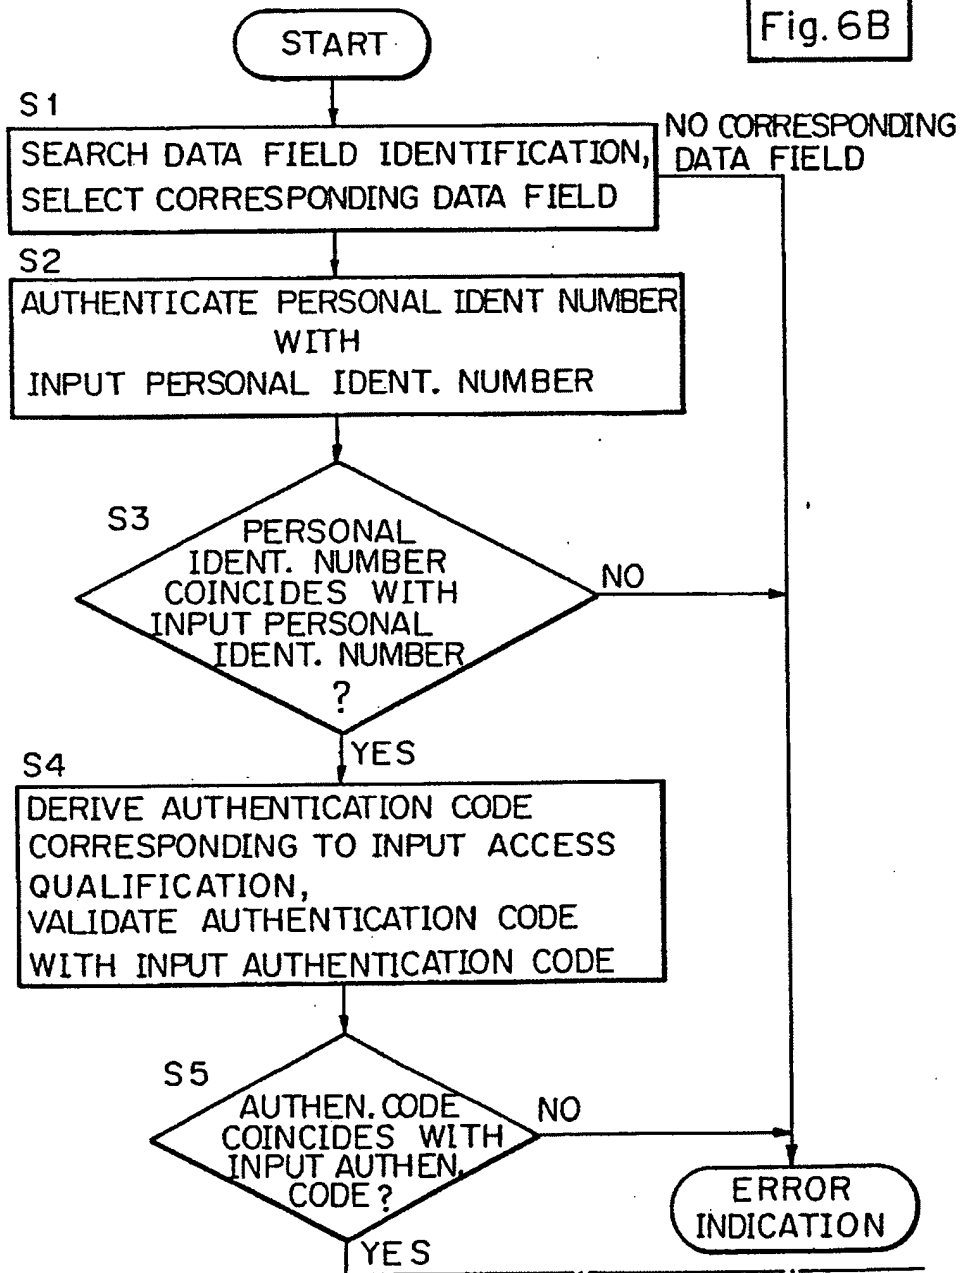 Fig. 6B
START
S1
NO CORRESPONDING
DATA FIELD
SEARCH DATA FIELD IDENTIFICATION,
SELECT CORRESPONDING DATA FIELD
S2
AUTHENTICATE PERSONAL IDENT NUMBER
WITH
INPUT PERSONAL IDENT. NUMBER
S3
PERSONAL
IDENT. NUMBER
COINCIDES WITH
INPUT PERSONAL
IDENT. NUMBER
?
NO
YES
S4
DERIVE AUTHENTICATION CODE
CORRESPONDING TO INPUT ACCESS
QUALIFICATION,
VALIDATE AUTHENTICATION CODE
WITH INPUT AUTHENTICATION CODE
S5
AUTHEN. CODE
COINCIDES WITH
INPUT AUTHEN.
CODE?
NO
YES
ERROR
INDICATION